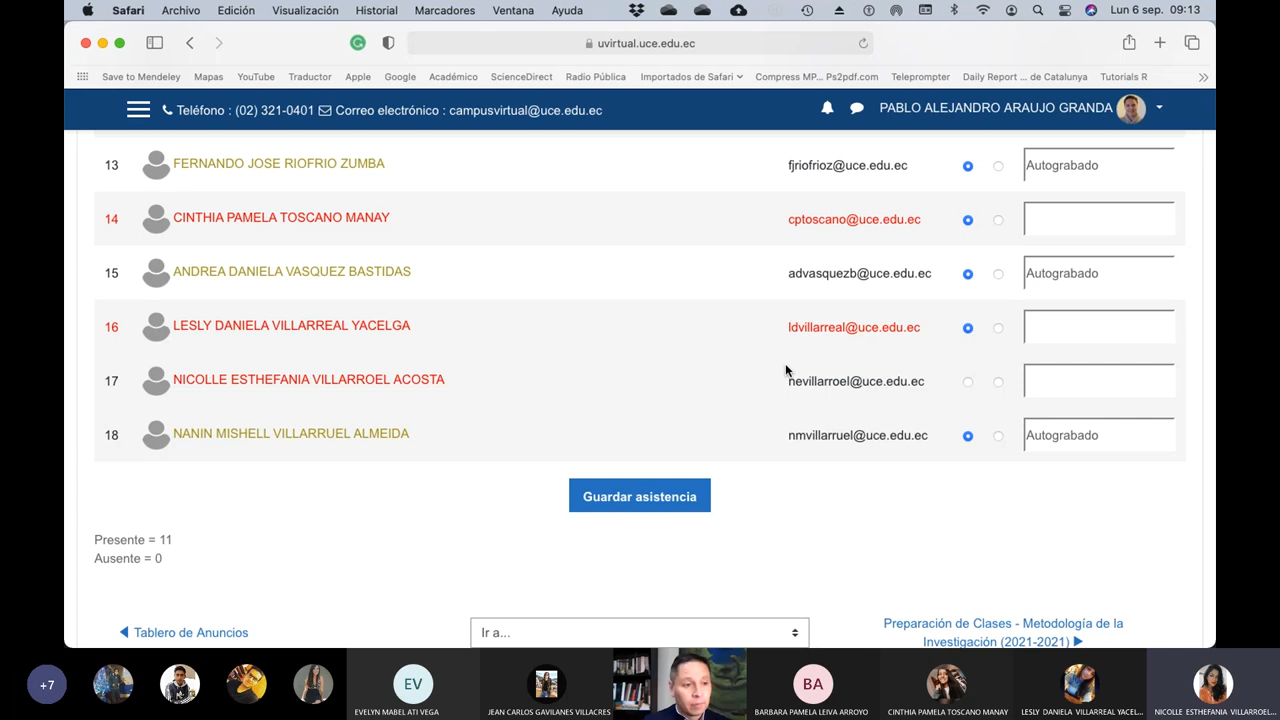 Safari Archivo Edición Visualización Historial Marcadores Ventana Ayuda Lun 6 sep. 09:13
uvirtual.uce.edu.ec
Save to Mendeley Mapas YouTube Traductor Apple Google Académico ScienceDirect Radio Pública Importados de Safari Compress MP... Ps2pdf.com Teleprompter Daily Report ... de Catalunya Tutorials R
Teléfono : (02) 321-0401 Correo electrónico : campusvirtual@uce.edu.ec PABLO ALEJANDRO ARAUJO GRANDA
13 FERNANDO JOSE RIOFRIO ZUMBA fjriofrioz@uce.edu.ec Autograbado
14 CINTHIA PAMELA TOSCANO MANAY cptoscano@uce.edu.ec
15 ANDREA DANIELA VASQUEZ BASTIDAS advasquezb@uce.edu.ec Autograbado
16 LESLY DANIELA VILLARREAL YACELGA ldvillarreal@uce.edu.ec
17 NICOLLE ESTHEFANIA VILLARROEL ACOSTA nevillarroel@uce.edu.ec
18 NANIN MISHELL VILLARRUEL ALMEIDA nmvillarruel@uce.edu.ec Autograbado
Guardar asistencia
Presente = 11
Ausente = 0
Tablero de Anuncios
Ir a...
Preparación de Clases - Metodología de la
Investigación (2021-2021)
+7 EV BA
EVELYN MABEL ATI VEGA JEAN CARLOS GAVILANES VILLACRES BARBARA PAMELA LEIVA ARROYO CINTHIA PAMELA TOSCANO MANAY LESLY DANIELA VILLARREAL YACEL... NICOLLE ESTHEFANIA VILLARROEL...